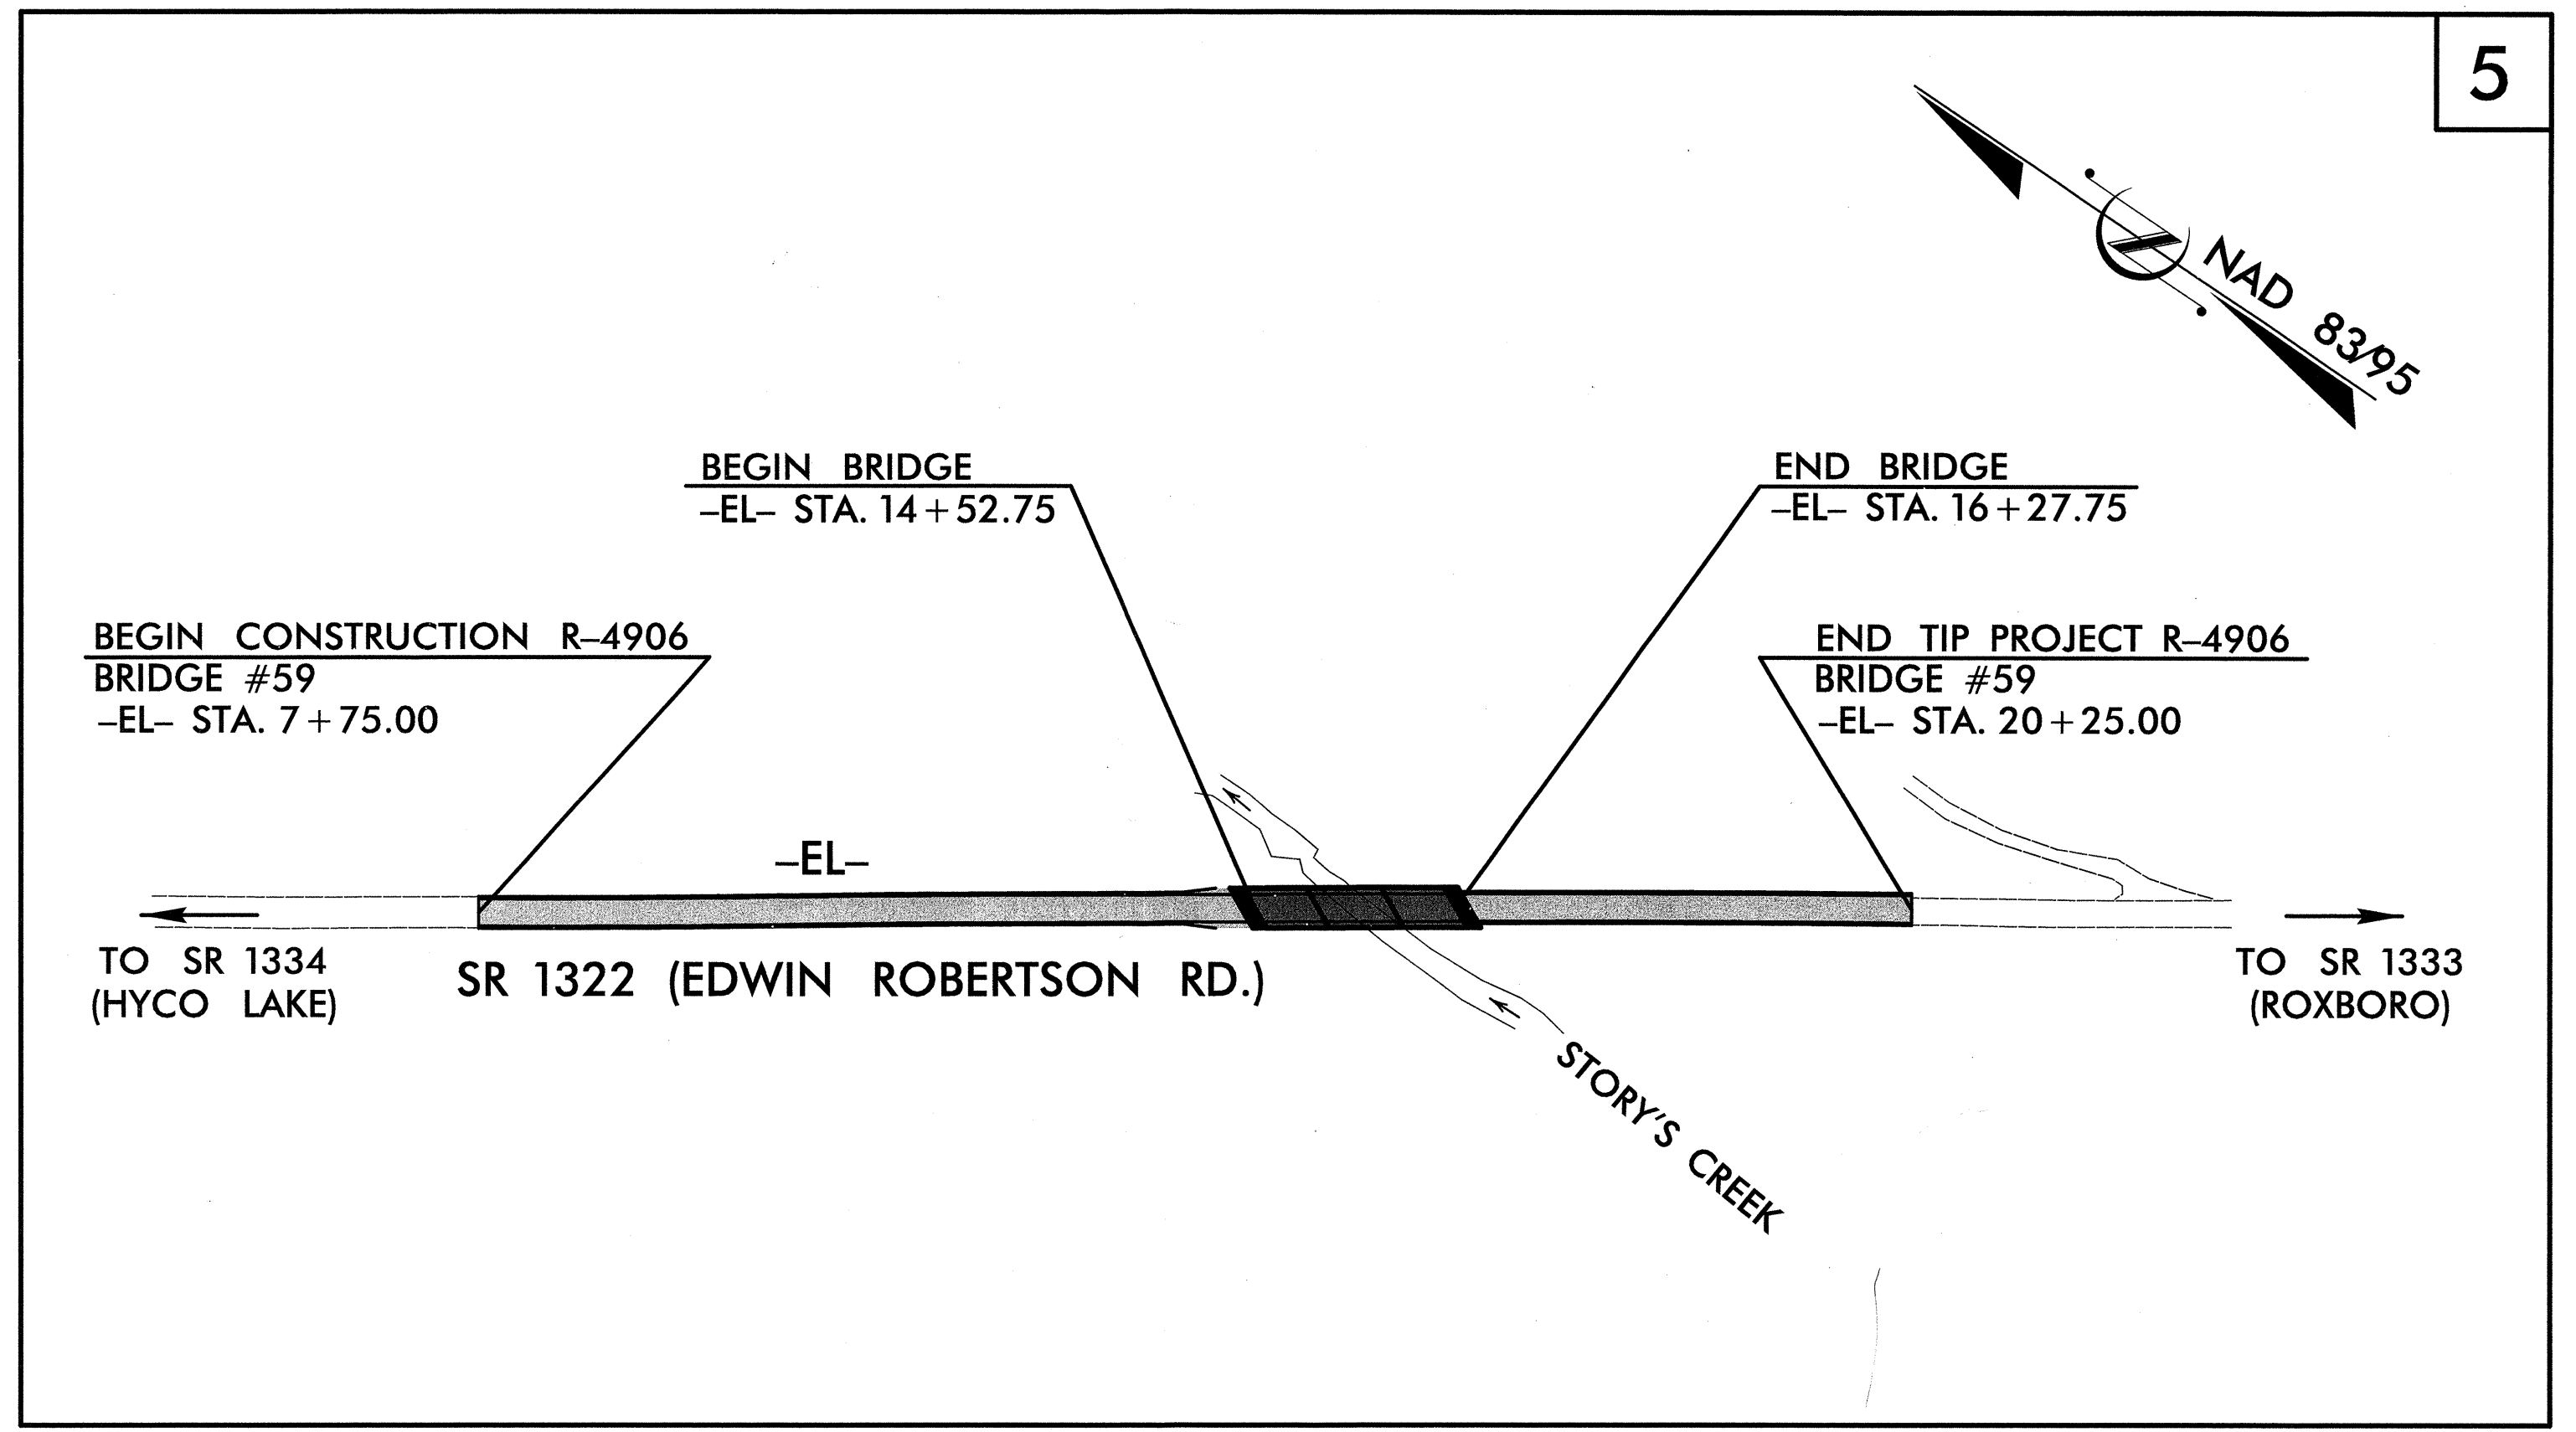 5
NAD 83/95
BEGIN BRIDGE
-EL- STA. 14+52.75
END BRIDGE
-EL- STA. 16+27.75
BEGIN CONSTRUCTION R-4906
BRIDGE #59
-EL- STA. 7+75.00
END TIP PROJECT R-4906
BRIDGE #59
-EL- STA. 20+25.00
-EL-
TO SR 1334
(HYCO LAKE)
SR 1322 (EDWIN ROBERTSON RD.)
TO SR 1333
(ROXBORO)
STORY'S CREEK